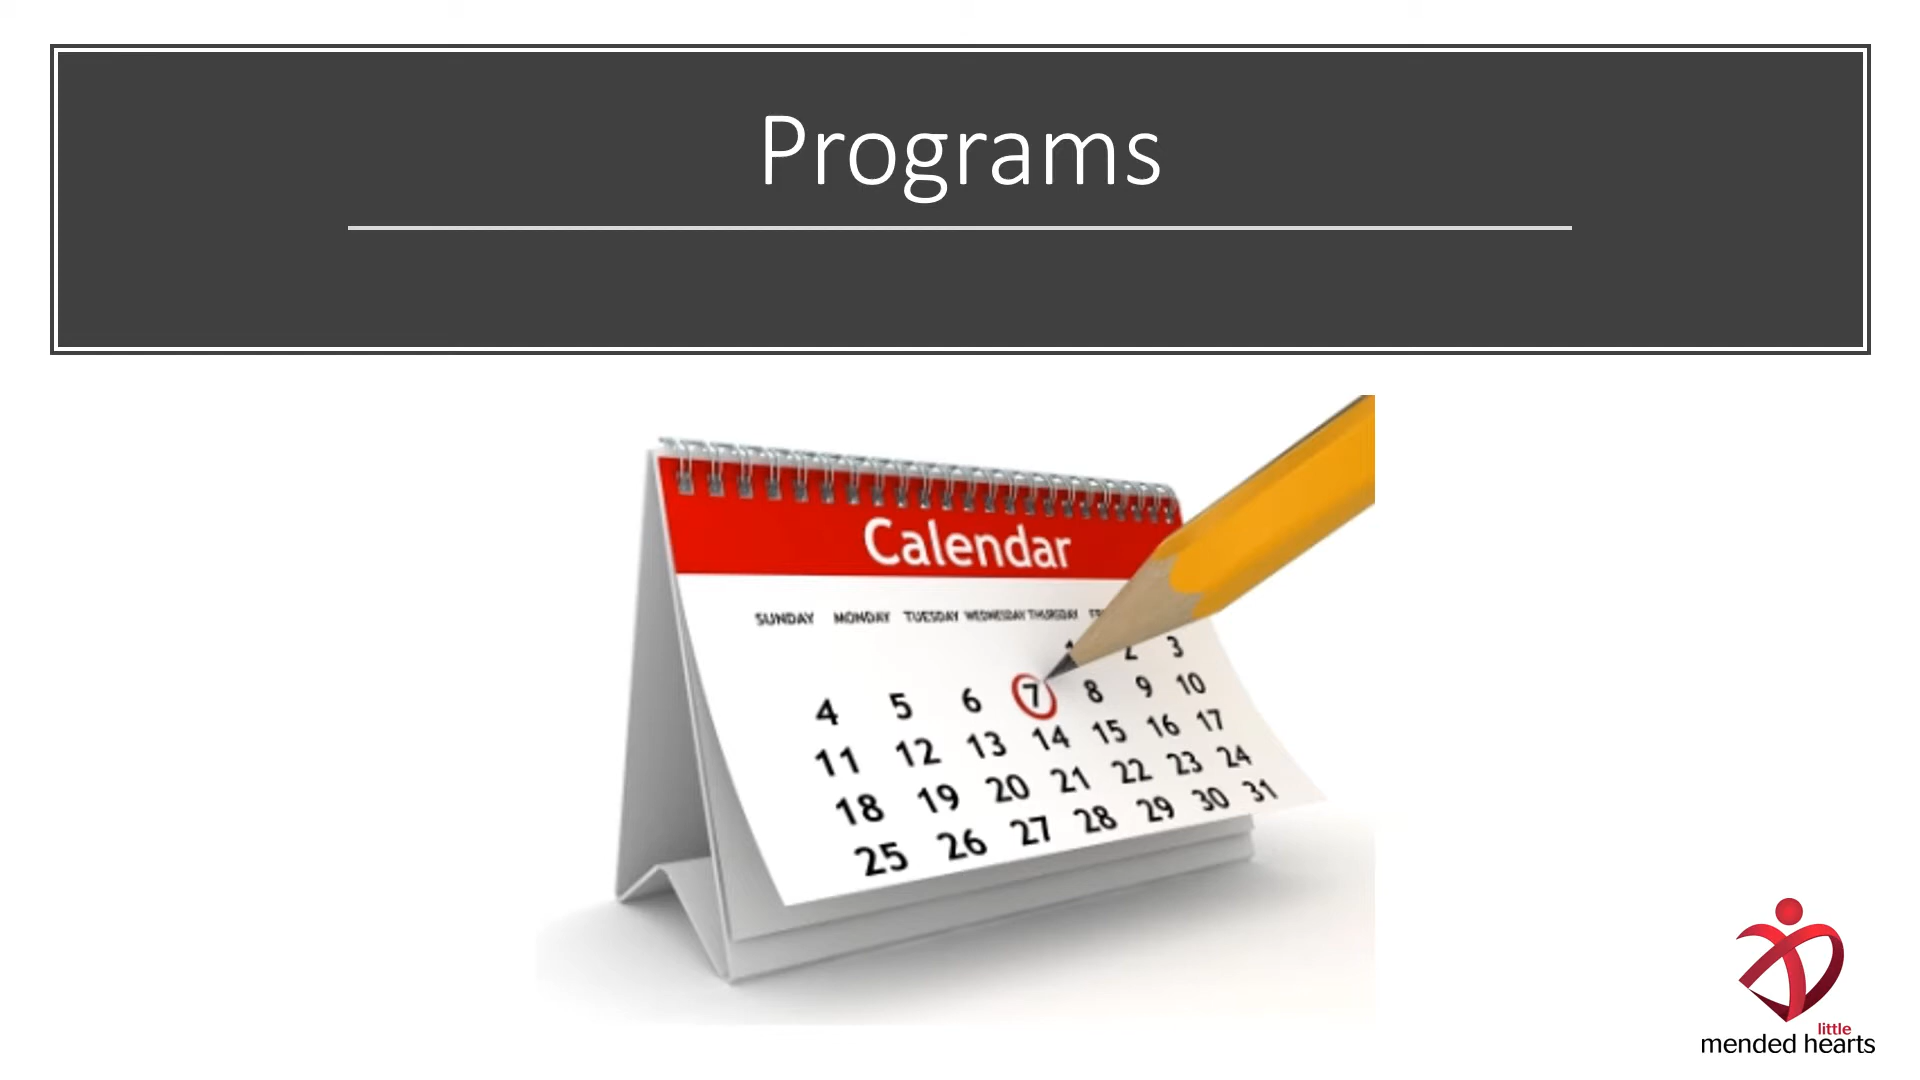 Programs
Calendar
SUNDAY MONDAY TUESDAY WEDNESDAY THURSDAY
2 3
4 5 6 7 8 9 10
11 12 13 14 15 16 17
18 19 20 21 22 23 24
25 26 27 28 29 30 31
little
mended hearts